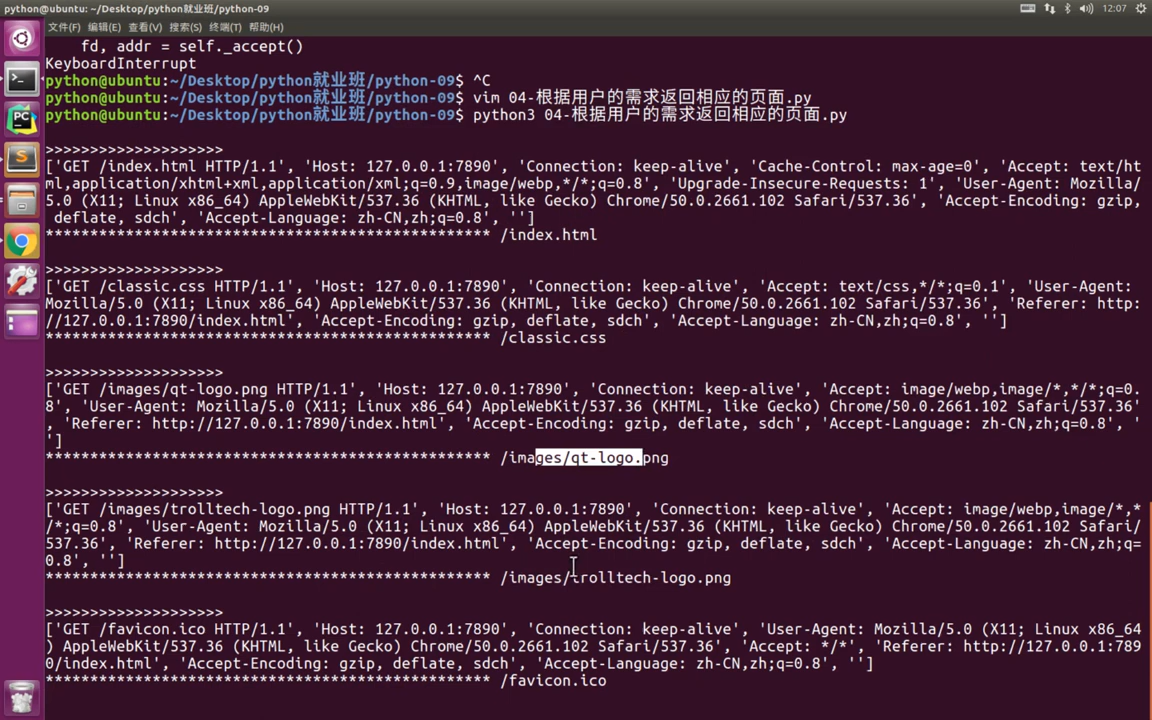 python@ubuntu: ~/Desktop/python就业班/python-09
12:07
文件(F) 编辑(E) 查看(V) 搜索(S) 终端(T) 帮助(H)
fd, addr = self._accept()
KeyboardInterrupt
python@ubuntu:~/Desktop/python就业班/python-09$ ^C
python@ubuntu:~/Desktop/python就业班/python-09$ vim 04-根据用户的需求返回相应的页面.py
python@ubuntu:~/Desktop/python就业班/python-09$ python3 04-根据用户的需求返回相应的页面.py
>>>>>>>>>>>>>>>>>>>>
['GET /index.html HTTP/1.1', 'Host: 127.0.0.1:7890', 'Connection: keep-alive', 'Cache-Control: max-age=0', 'Accept: text/ht
ml,application/xhtml+xml,application/xml;q=0.9,image/webp,*/*;q=0.8', 'Upgrade-Insecure-Requests: 1', 'User-Agent: Mozilla/
5.0 (X11; Linux x86_64) AppleWebKit/537.36 (KHTML, like Gecko) Chrome/50.0.2661.102 Safari/537.36', 'Accept-Encoding: gzip,
deflate, sdch', 'Accept-Language: zh-CN,zh;q=0.8', '']
************************************************** /index.html
>>>>>>>>>>>>>>>>>>>>
['GET /classic.css HTTP/1.1', 'Host: 127.0.0.1:7890', 'Connection: keep-alive', 'Accept: text/css,*/*;q=0.1', 'User-Agent:
Mozilla/5.0 (X11; Linux x86_64) AppleWebKit/537.36 (KHTML, like Gecko) Chrome/50.0.2661.102 Safari/537.36', 'Referer: http:
//127.0.0.1:7890/index.html', 'Accept-Encoding: gzip, deflate, sdch', 'Accept-Language: zh-CN,zh;q=0.8', '']
************************************************** /classic.css
>>>>>>>>>>>>>>>>>>>>
['GET /images/qt-logo.png HTTP/1.1', 'Host: 127.0.0.1:7890', 'Connection: keep-alive', 'Accept: image/webp,image/*,*/*;q=0.
8', 'User-Agent: Mozilla/5.0 (X11; Linux x86_64) AppleWebKit/537.36 (KHTML, like Gecko) Chrome/50.0.2661.102 Safari/537.36'
, 'Referer: http://127.0.0.1:7890/index.html', 'Accept-Encoding: gzip, deflate, sdch', 'Accept-Language: zh-CN,zh;q=0.8', '
']
************************************************** /images/qt-logo.png
>>>>>>>>>>>>>>>>>>>>
['GET /images/trolltech-logo.png HTTP/1.1', 'Host: 127.0.0.1:7890', 'Connection: keep-alive', 'Accept: image/webp,image/*,*
/*;q=0.8', 'User-Agent: Mozilla/5.0 (X11; Linux x86_64) AppleWebKit/537.36 (KHTML, like Gecko) Chrome/50.0.2661.102 Safari/
537.36', 'Referer: http://127.0.0.1:7890/index.html', 'Accept-Encoding: gzip, deflate, sdch', 'Accept-Language: zh-CN,zh;q=
0.8', '']
************************************************** /images/trolltech-logo.png
>>>>>>>>>>>>>>>>>>>>
['GET /favicon.ico HTTP/1.1', 'Host: 127.0.0.1:7890', 'Connection: keep-alive', 'User-Agent: Mozilla/5.0 (X11; Linux x86_64
) AppleWebKit/537.36 (KHTML, like Gecko) Chrome/50.0.2661.102 Safari/537.36', 'Accept: */*', 'Referer: http://127.0.0.1:789
0/index.html', 'Accept-Encoding: gzip, deflate, sdch', 'Accept-Language: zh-CN,zh;q=0.8', '']
************************************************** /favicon.ico